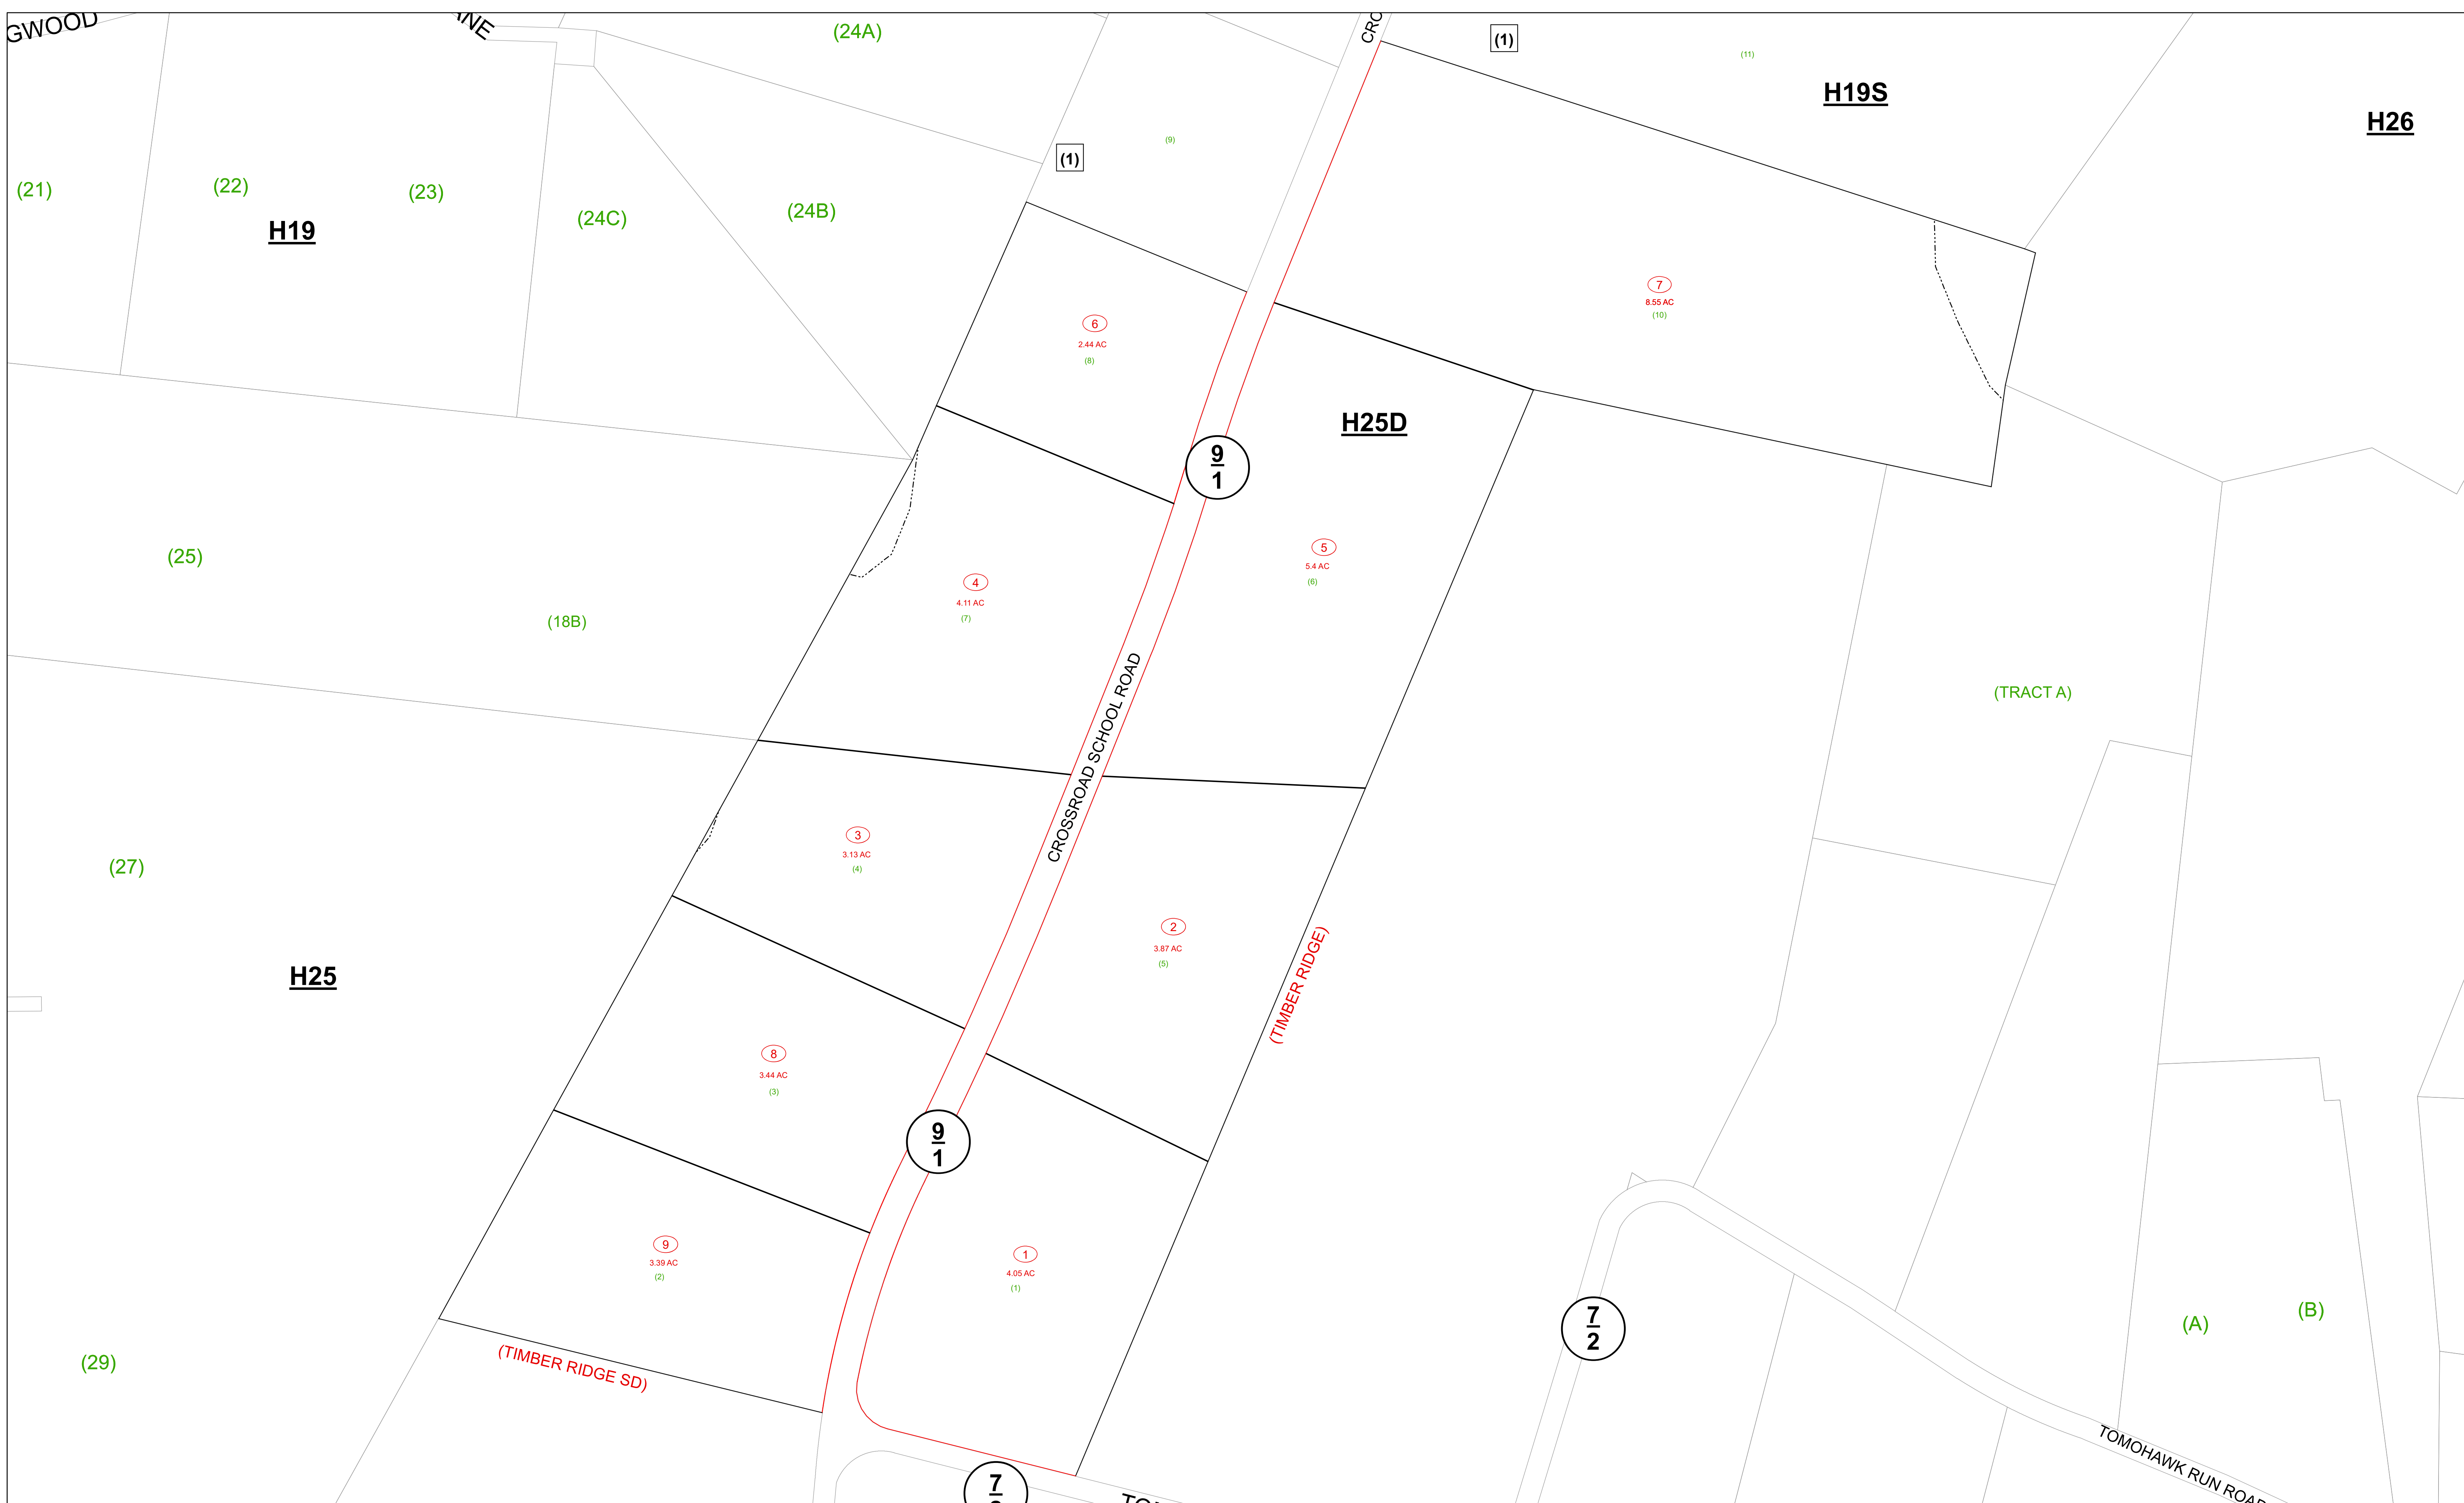 GWOOD
(24A)
(1)
(11)
H19S
H26
(9)
(1)
(21)
(22)
(23)
(24C)
(24B)
H19
7
8.55 AC
(10)
6
2.44 AC
(8)
H25D
9
1
(25)
(18B)
4
4.11 AC
(7)
5
5.4 AC
(6)
CROSSROAD SCHOOL ROAD
(TRACT A)
(27)
3
3.13 AC
(4)
2
3.87 AC
(5)
(TIMBER RIDGE)
H25
8
3.44 AC
(3)
9
1
9
3.39 AC
(2)
1
4.05 AC
(1)
7
2
(A)
(B)
(29)
(TIMBER RIDGE SD)
TOMOHAWK RUN ROAD
7